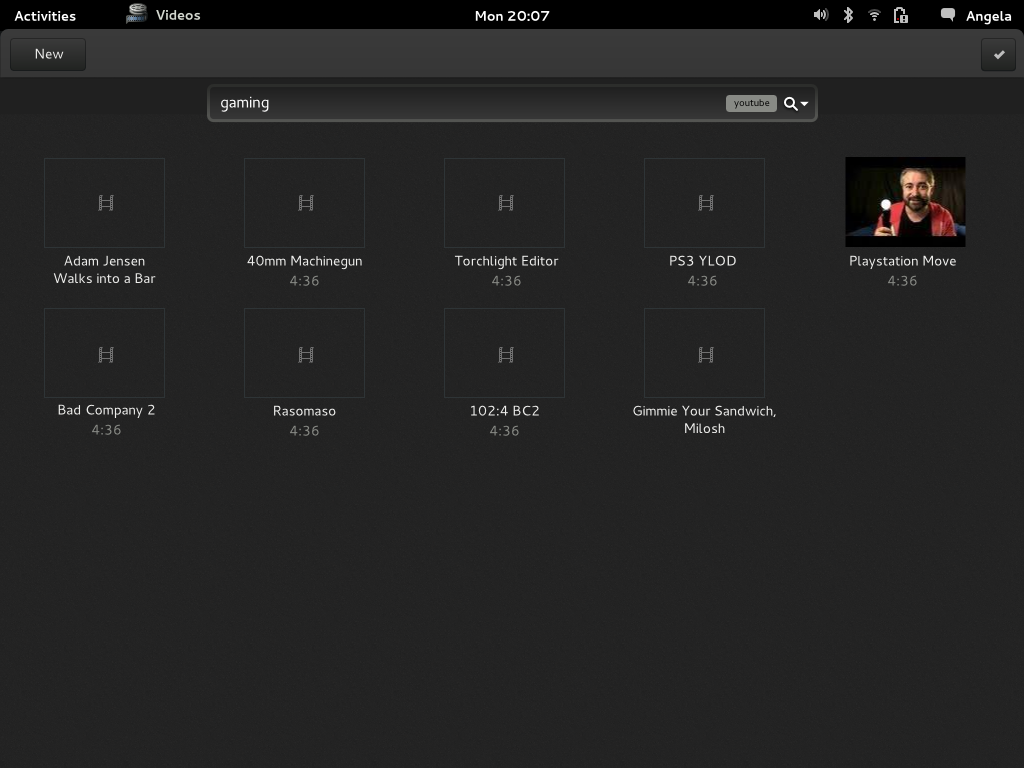 Activities
Videos
Mon 20:07
Angela
New
gaming
youtube
Adam Jensen
Walks into a Bar
40mm Machinegun
4:36
Torchlight Editor
4:36
PS3 YLOD
4:36
Playstation Move
4:36
Bad Company 2
4:36
Rasomaso
4:36
102:4 BC2
4:36
Gimmie Your Sandwich,
Milosh